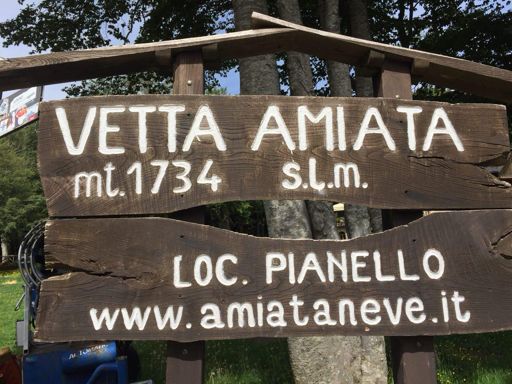 VETTA AMIATA
mt.1734 s.l.m.
LOC. PIANELLO
www.amiataneve.it